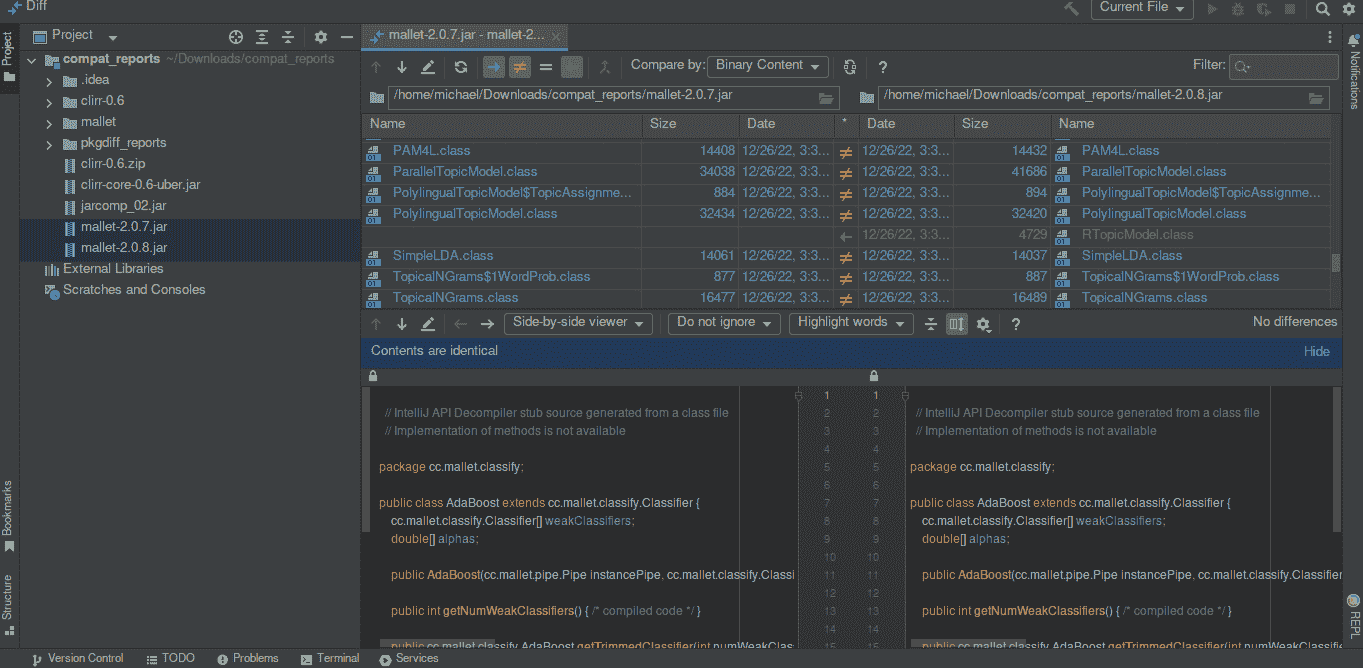 Diff
Current File
Project
Project
mallet-2.0.7.jar - mallet-2...
compat_reports ~/Downloads/compat_reports
.idea
clirr-0.6
mallet
pkgdiff_reports
clirr-0.6.zip
clirr-core-0.6-uber.jar
jarcomp_02.jar
mallet-2.0.7.jar
mallet-2.0.8.jar
External Libraries
Scratches and Consoles
Compare by: Binary Content ? Filter:
/home/michael/Downloads/compat_reports/mallet-2.0.7.jar /home/michael/Downloads/compat_reports/mallet-2.0.8.jar
Name Size Date * Date Size Name
PAM4L.class 14408 12/26/22, 3:3... ≠ 12/26/22, 3:3... 14432 PAM4L.class
ParallelTopicModel.class 34038 12/26/22, 3:3... ≠ 12/26/22, 3:3... 41686 ParallelTopicModel.class
PolylingualTopicModel$TopicAssignme... 884 12/26/22, 3:3... ≠ 12/26/22, 3:3... 894 PolylingualTopicModel$TopicAssignme...
PolylingualTopicModel.class 32434 12/26/22, 3:3... ≠ 12/26/22, 3:3... 32420 PolylingualTopicModel.class
← 12/26/22, 3:3... 4729 RTopicModel.class
SimpleLDA.class 14061 12/26/22, 3:3... ≠ 12/26/22, 3:3... 14037 SimpleLDA.class
TopicalNGrams$1WordProb.class 877 12/26/22, 3:3... ≠ 12/26/22, 3:3... 887 TopicalNGrams$1WordProb.class
TopicalNGrams.class 16477 12/26/22, 3:3... ≠ 12/26/22, 3:3... 16489 TopicalNGrams.class
Side-by-side viewer Do not ignore Highlight words ? No differences
Contents are identical Hide
1 1
// IntelliJ API Decompiler stub source generated from a class file 2 2 // IntelliJ API Decompiler stub source generated from a class file
// Implementation of methods is not available 3 3 // Implementation of methods is not available
4 4
package cc.mallet.classify; 5 5 package cc.mallet.classify;
6 6
public class AdaBoost extends cc.mallet.classify.Classifier { 7 7 public class AdaBoost extends cc.mallet.classify.Classifier {
cc.mallet.classify.Classifier[] weakClassifiers; 8 8 cc.mallet.classify.Classifier[] weakClassifiers;
double[] alphas; 9 9 double[] alphas;
10 10
public AdaBoost(cc.mallet.pipe.Pipe instancePipe, cc.mallet.classify.Classi 11 11 public AdaBoost(cc.mallet.pipe.Pipe instancePipe, cc.mallet.classify.Classifier
12 12
public int getNumWeakClassifiers() { /* compiled code */ } 13 13 public int getNumWeakClassifiers() { /* compiled code */ }
14 14
public cc.mallet.classify.AdaBoost getTrimmedClassifier(int numWeakClass 15 15 public cc.mallet.classify.AdaBoost getTrimmedClassifier(int numWeakClassifie
Notifications
REPL
Bookmarks
Structure
Version Control TODO Problems Terminal Services